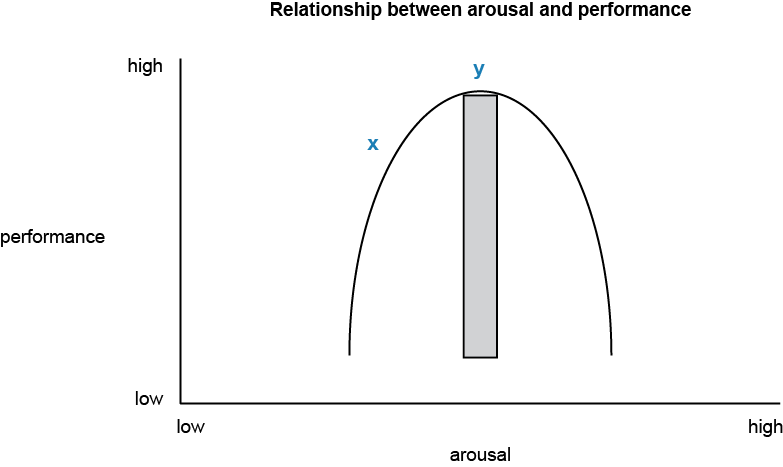 Relationship between arousal and performance
high
y
x
performance
low
low
high
arousal